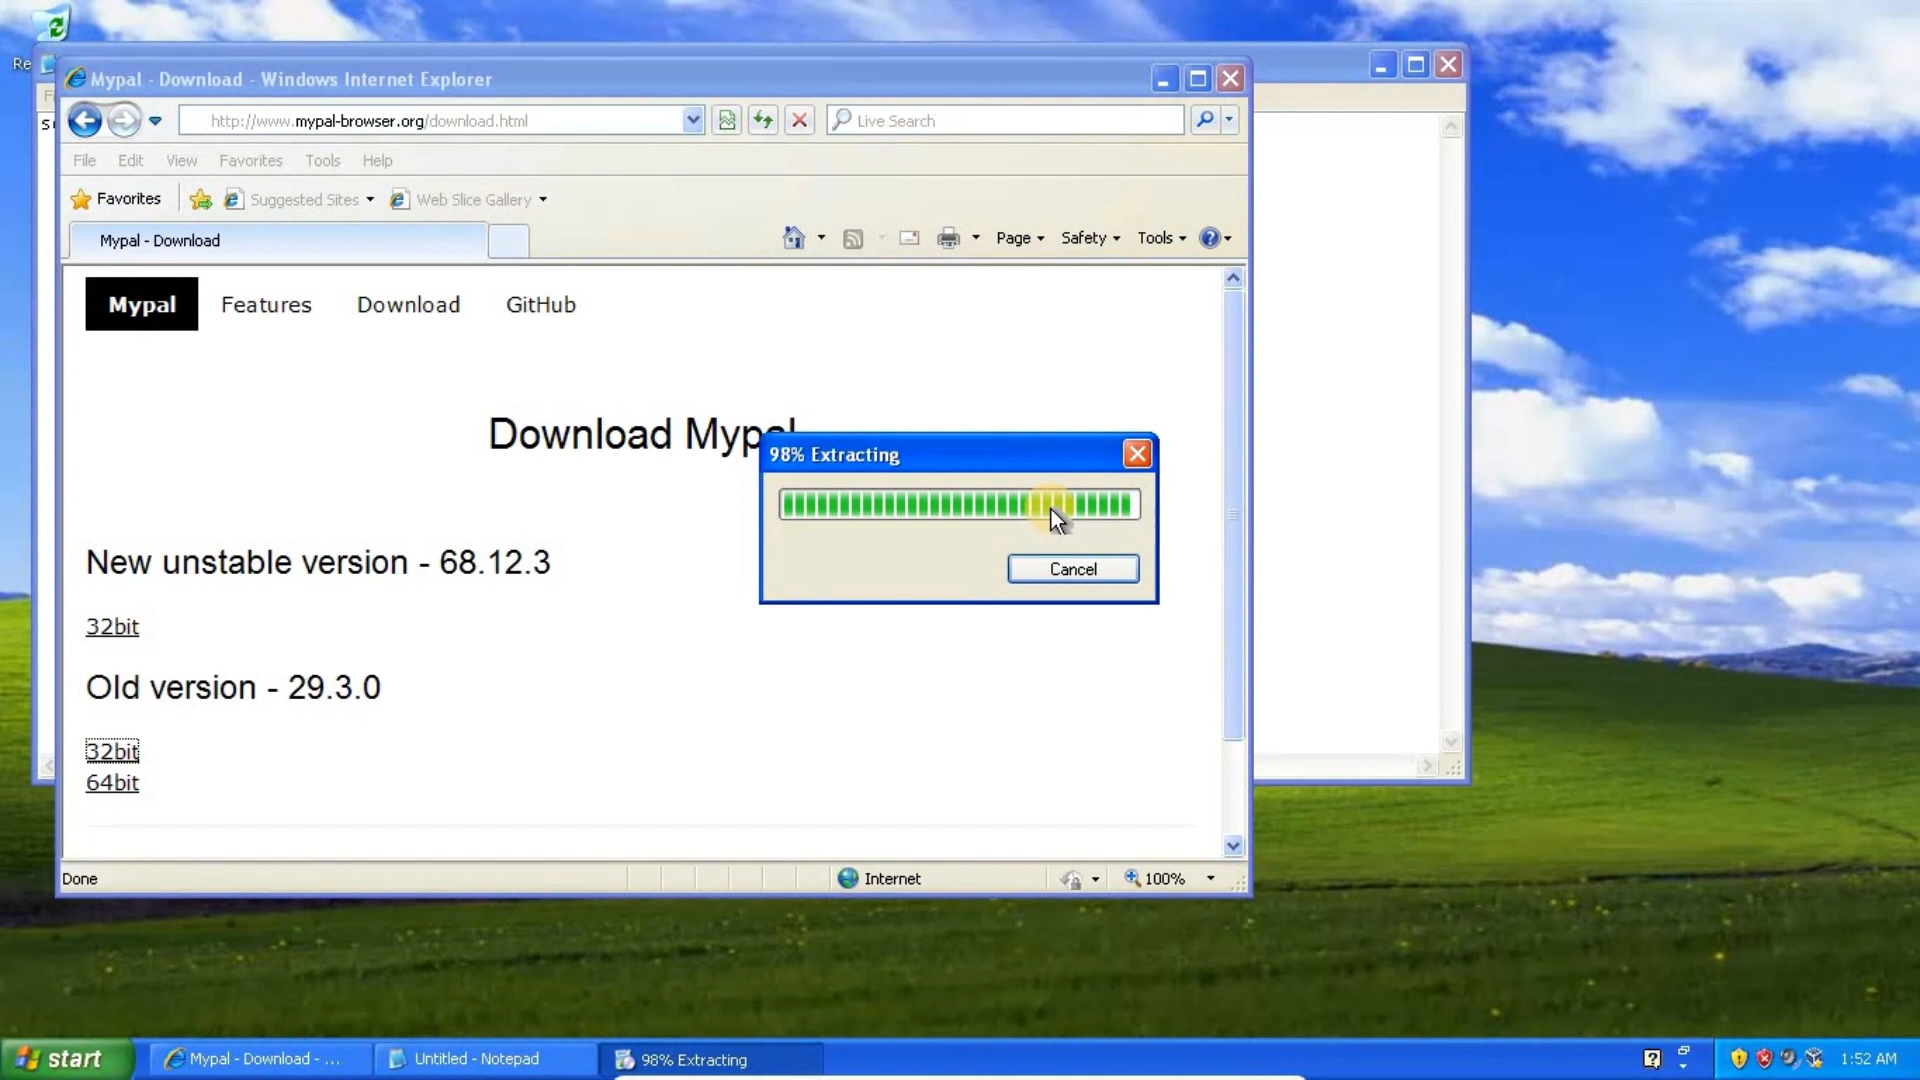 Re
Mypal - Download - Windows Internet Explorer
http://www.mypal-browser.org/download.html
Live Search
File Edit View Favorites Tools Help
Favorites Suggested Sites Web Slice Gallery
Mypal - Download
Page Safety Tools
Mypal Features Download GitHub
Download Mypal
98% Extracting
Cancel
New unstable version - 68.12.3
32bit
Old version - 29.3.0
32bit
64bit
Done Internet 100%
start Mypal - Download - ... Untitled - Notepad 98% Extracting 1:52 AM